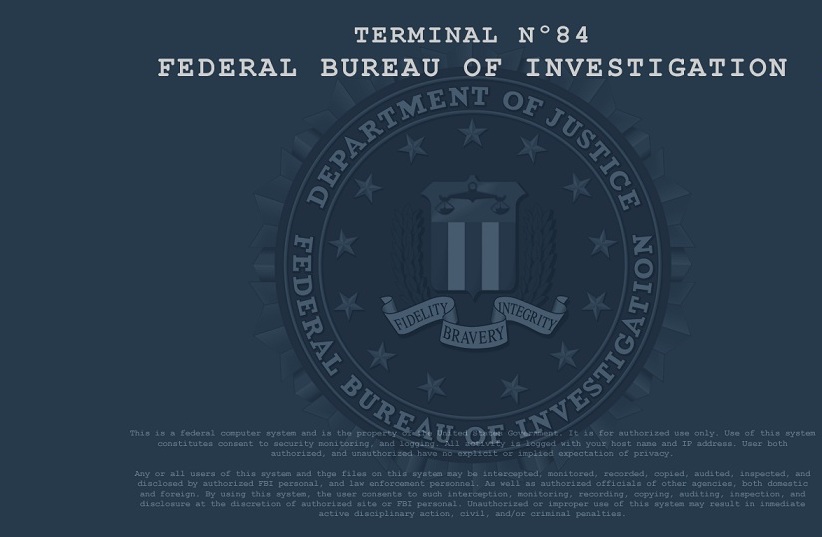 TERMINAL N°84
FEDERAL BUREAU OF INVESTIGATION
DEPARTMENT OF JUSTICE
FEDERAL BUREAU OF INVESTIGATION
FIDELITY
BRAVERY
INTEGRITY
This is a federal computer system and is the property of the United States Government. It is for authorized use only. Use of this system
constitutes consent to security monitoring, and logging. All activity is logged with your host name and IP address. User both
authorized, and unauthorized have no explicit or implied expectation of privacy.
Any or all users of this system and thge files on this system may be intercepted, monitored, recorded, copied, audited, inspected, and
disclosed by authorized FBI personal, and law enforcement personnel. As well as authorized officials of other agencies, both domestic
and foreign. By using this system, the user consents to such interception, monitoring, recording, copying, auditing, inspection, and
disclosure at the discretion of authorized site or FBI personal. Unauthorized or improper use of this system may result in inmediate
active disciplinary action, civil, and/or criminal penalties.